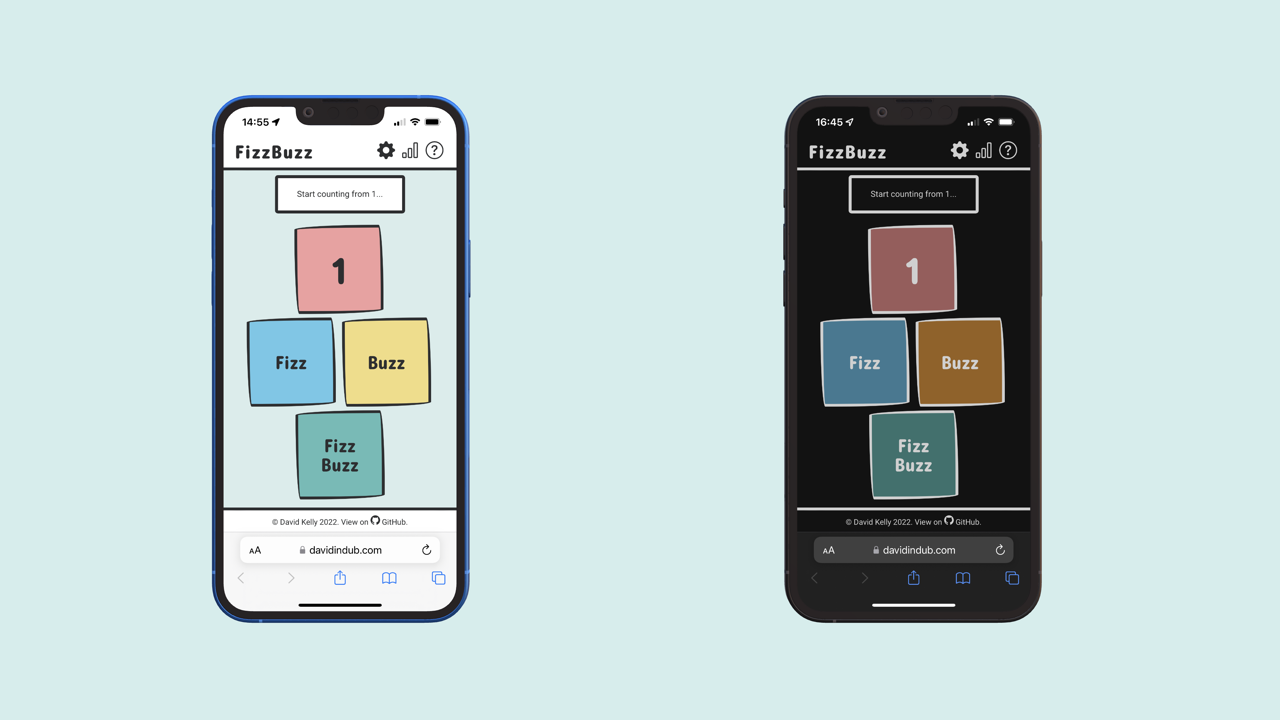 14:55
FizzBuzz
?
Start counting from 1...
1
Fizz
Buzz
Fizz
Buzz
© David Kelly 2022. View on GitHub.
AA
davidindub.com
16:45
FizzBuzz
?
Start counting from 1...
1
Fizz
Buzz
Fizz
Buzz
© David Kelly 2022. View on GitHub.
AA
davidindub.com